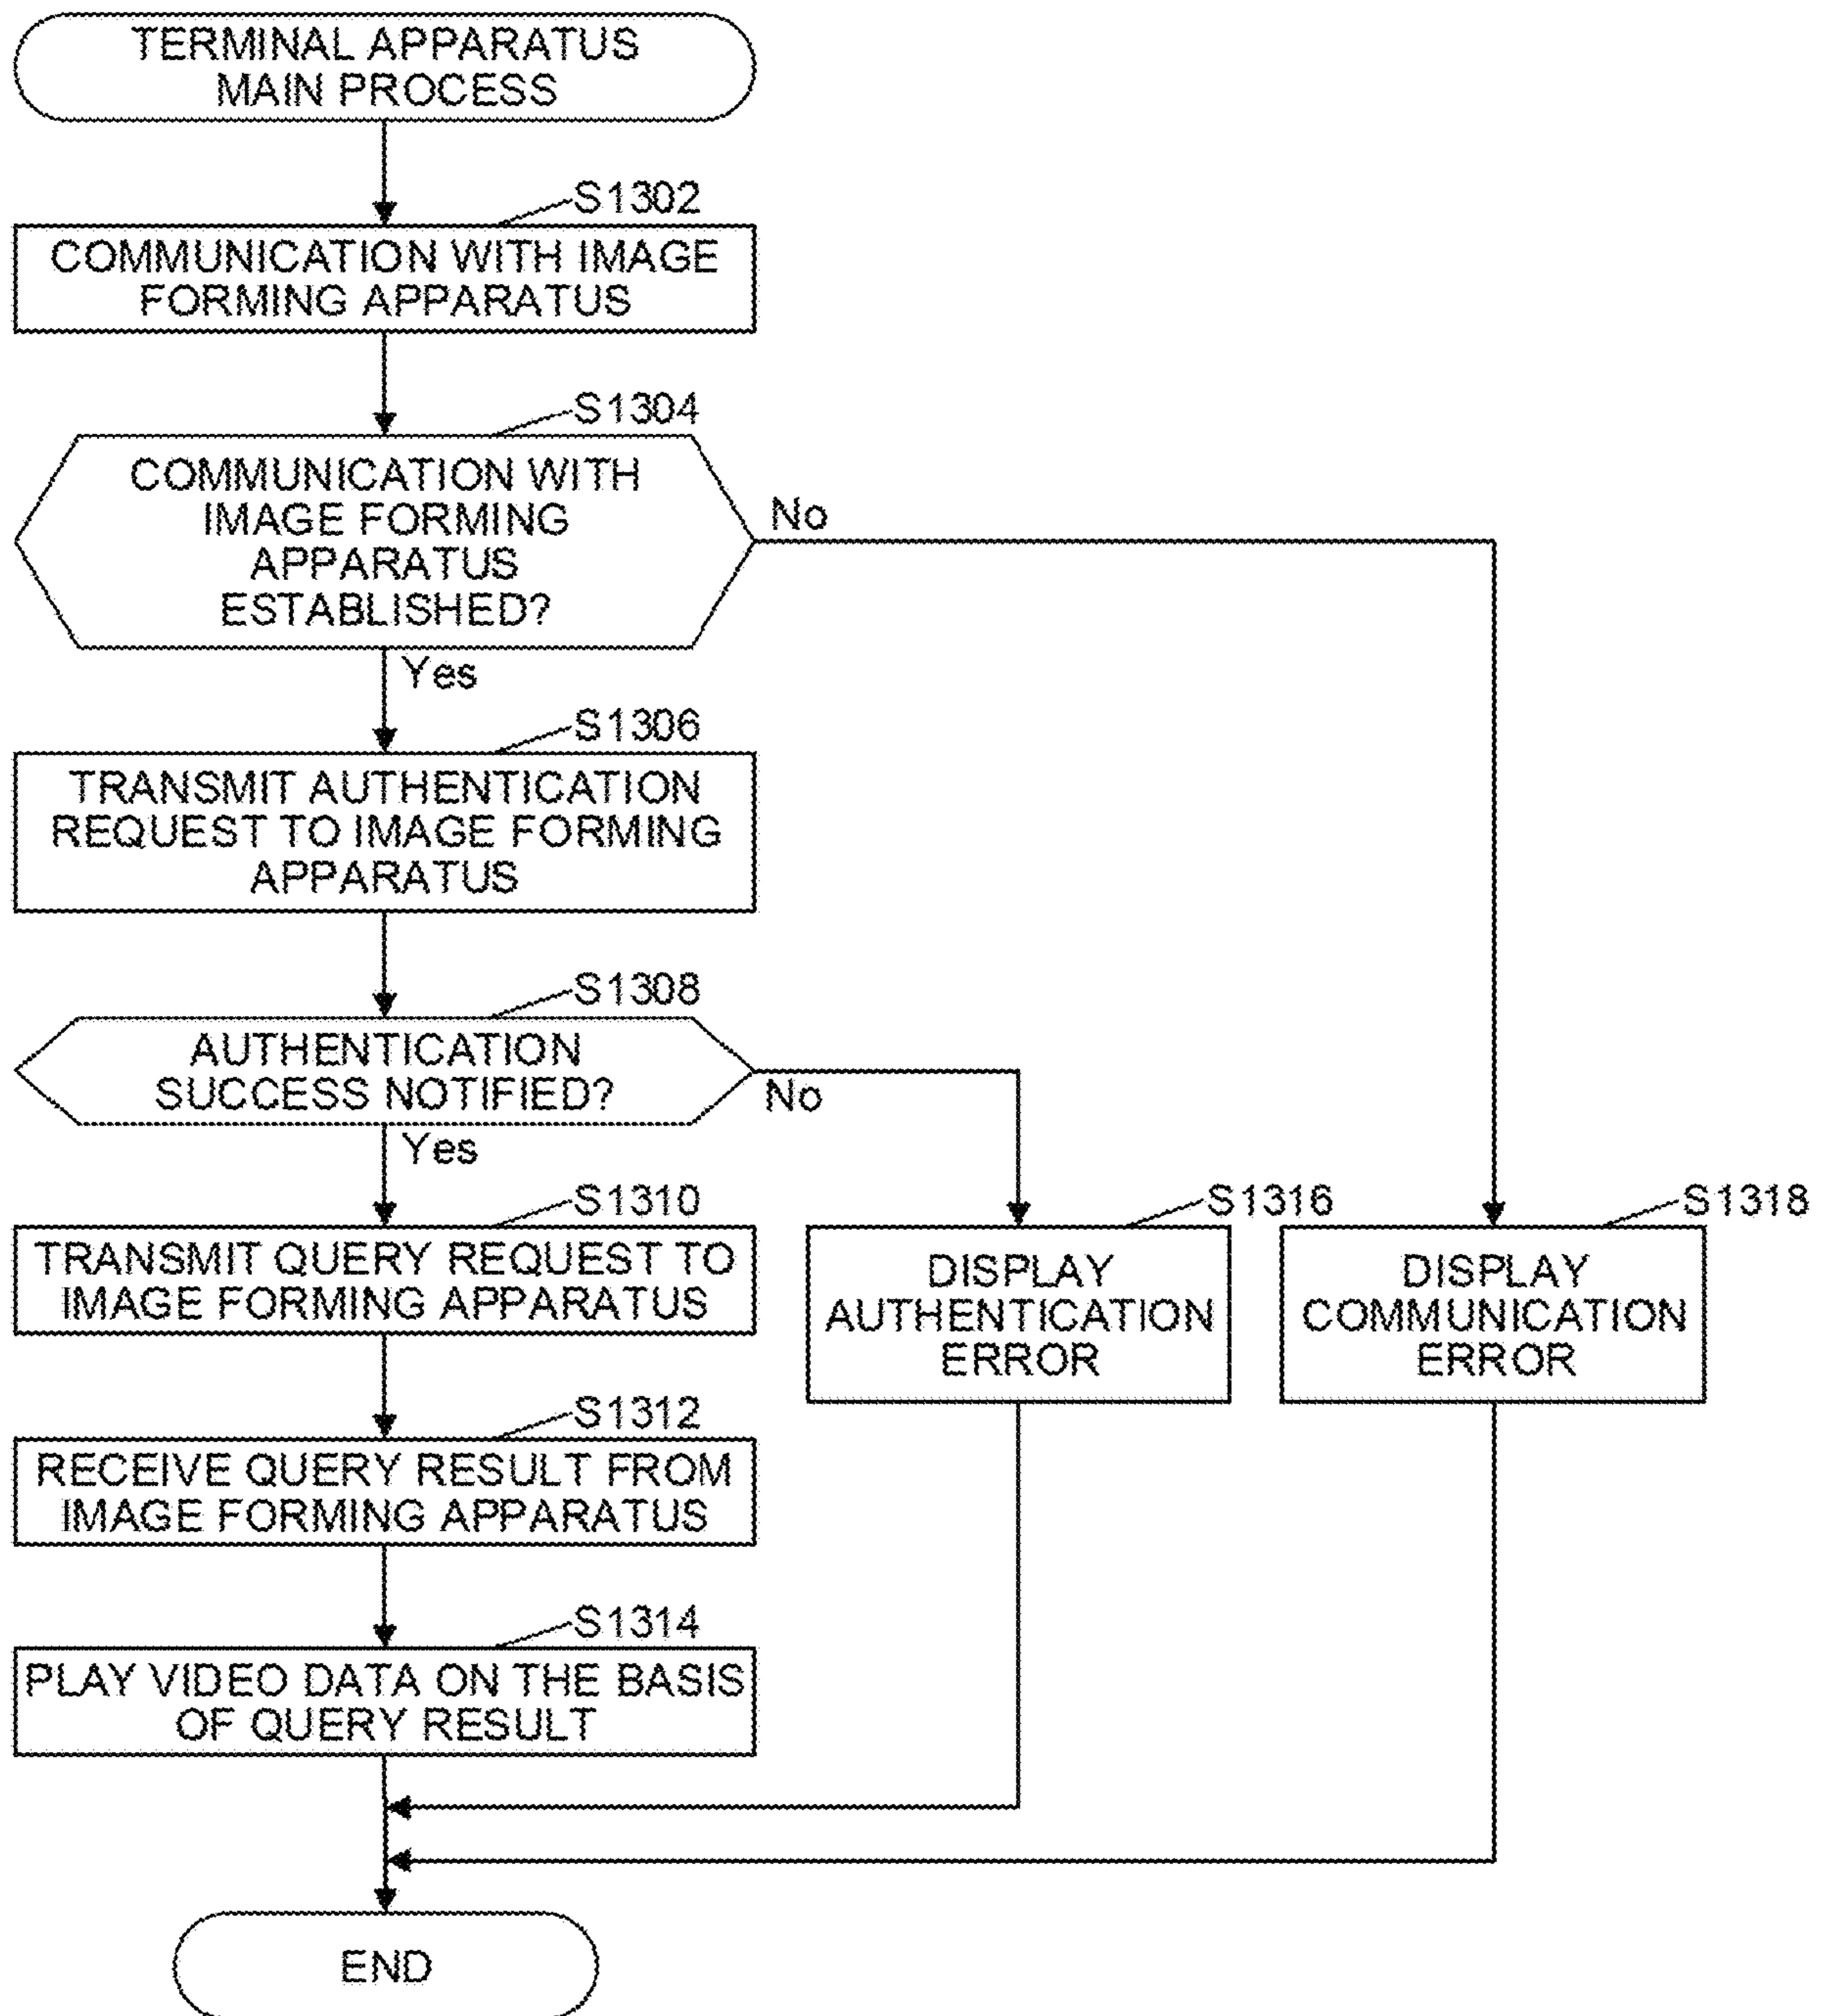 TERMINAL APPARATUS
MAIN PROCESS
S1302
COMMUNICATION WITH IMAGE
FORMING APPARATUS
S1304
COMMUNICATION WITH
IMAGE FORMING
APPARATUS
ESTABLISHED?
No
Yes
S1306
TRANSMIT AUTHENTICATION
REQUEST TO IMAGE FORMING
APPARATUS
S1308
AUTHENTICATION
SUCCESS NOTIFIED?
No
Yes
S1310
TRANSMIT QUERY REQUEST TO
IMAGE FORMING APPARATUS
S1316
DISPLAY
AUTHENTICATION
ERROR
S1318
DISPLAY
COMMUNICATION
ERROR
S1312
RECEIVE QUERY RESULT FROM
IMAGE FORMING APPARATUS
S1314
PLAY VIDEO DATA ON THE BASIS
OF QUERY RESULT
END